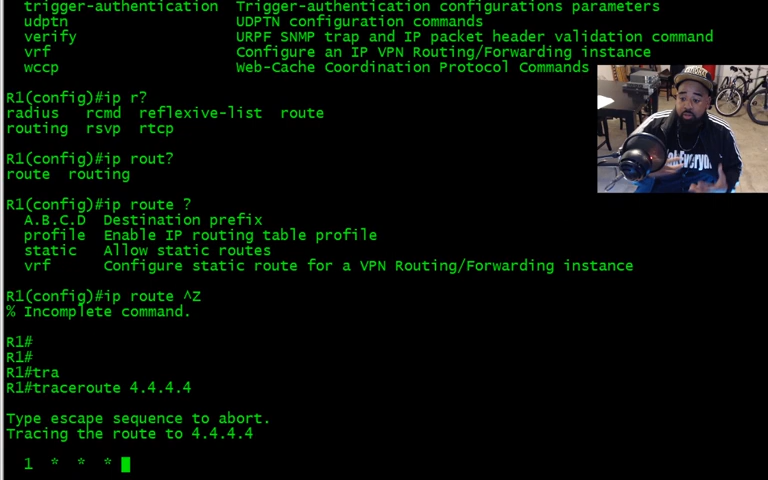 trigger-authentication  Trigger-authentication configurations parameters
udptn                   UDPTN configuration commands
verify                  URPF SNMP trap and IP packet header validation command
vrf                     Configure an IP VPN Routing/Forwarding instance
wccp                    Web-Cache Coordination Protocol Commands
R1(config)#ip r?
radius  rcmd  reflexive-list  route
routing  rsvp  rtcp
R1(config)#ip rout?
route  routing
R1(config)#ip route ?
A.B.C.D  Destination prefix
profile  Enable IP routing table profile
static   Allow static routes
vrf      Configure static route for a VPN Routing/Forwarding instance
R1(config)#ip route ^Z
% Incomplete command.
R1#
R1#
R1#tra
R1#traceroute 4.4.4.4
Type escape sequence to abort.
Tracing the route to 4.4.4.4
1  *  *  *